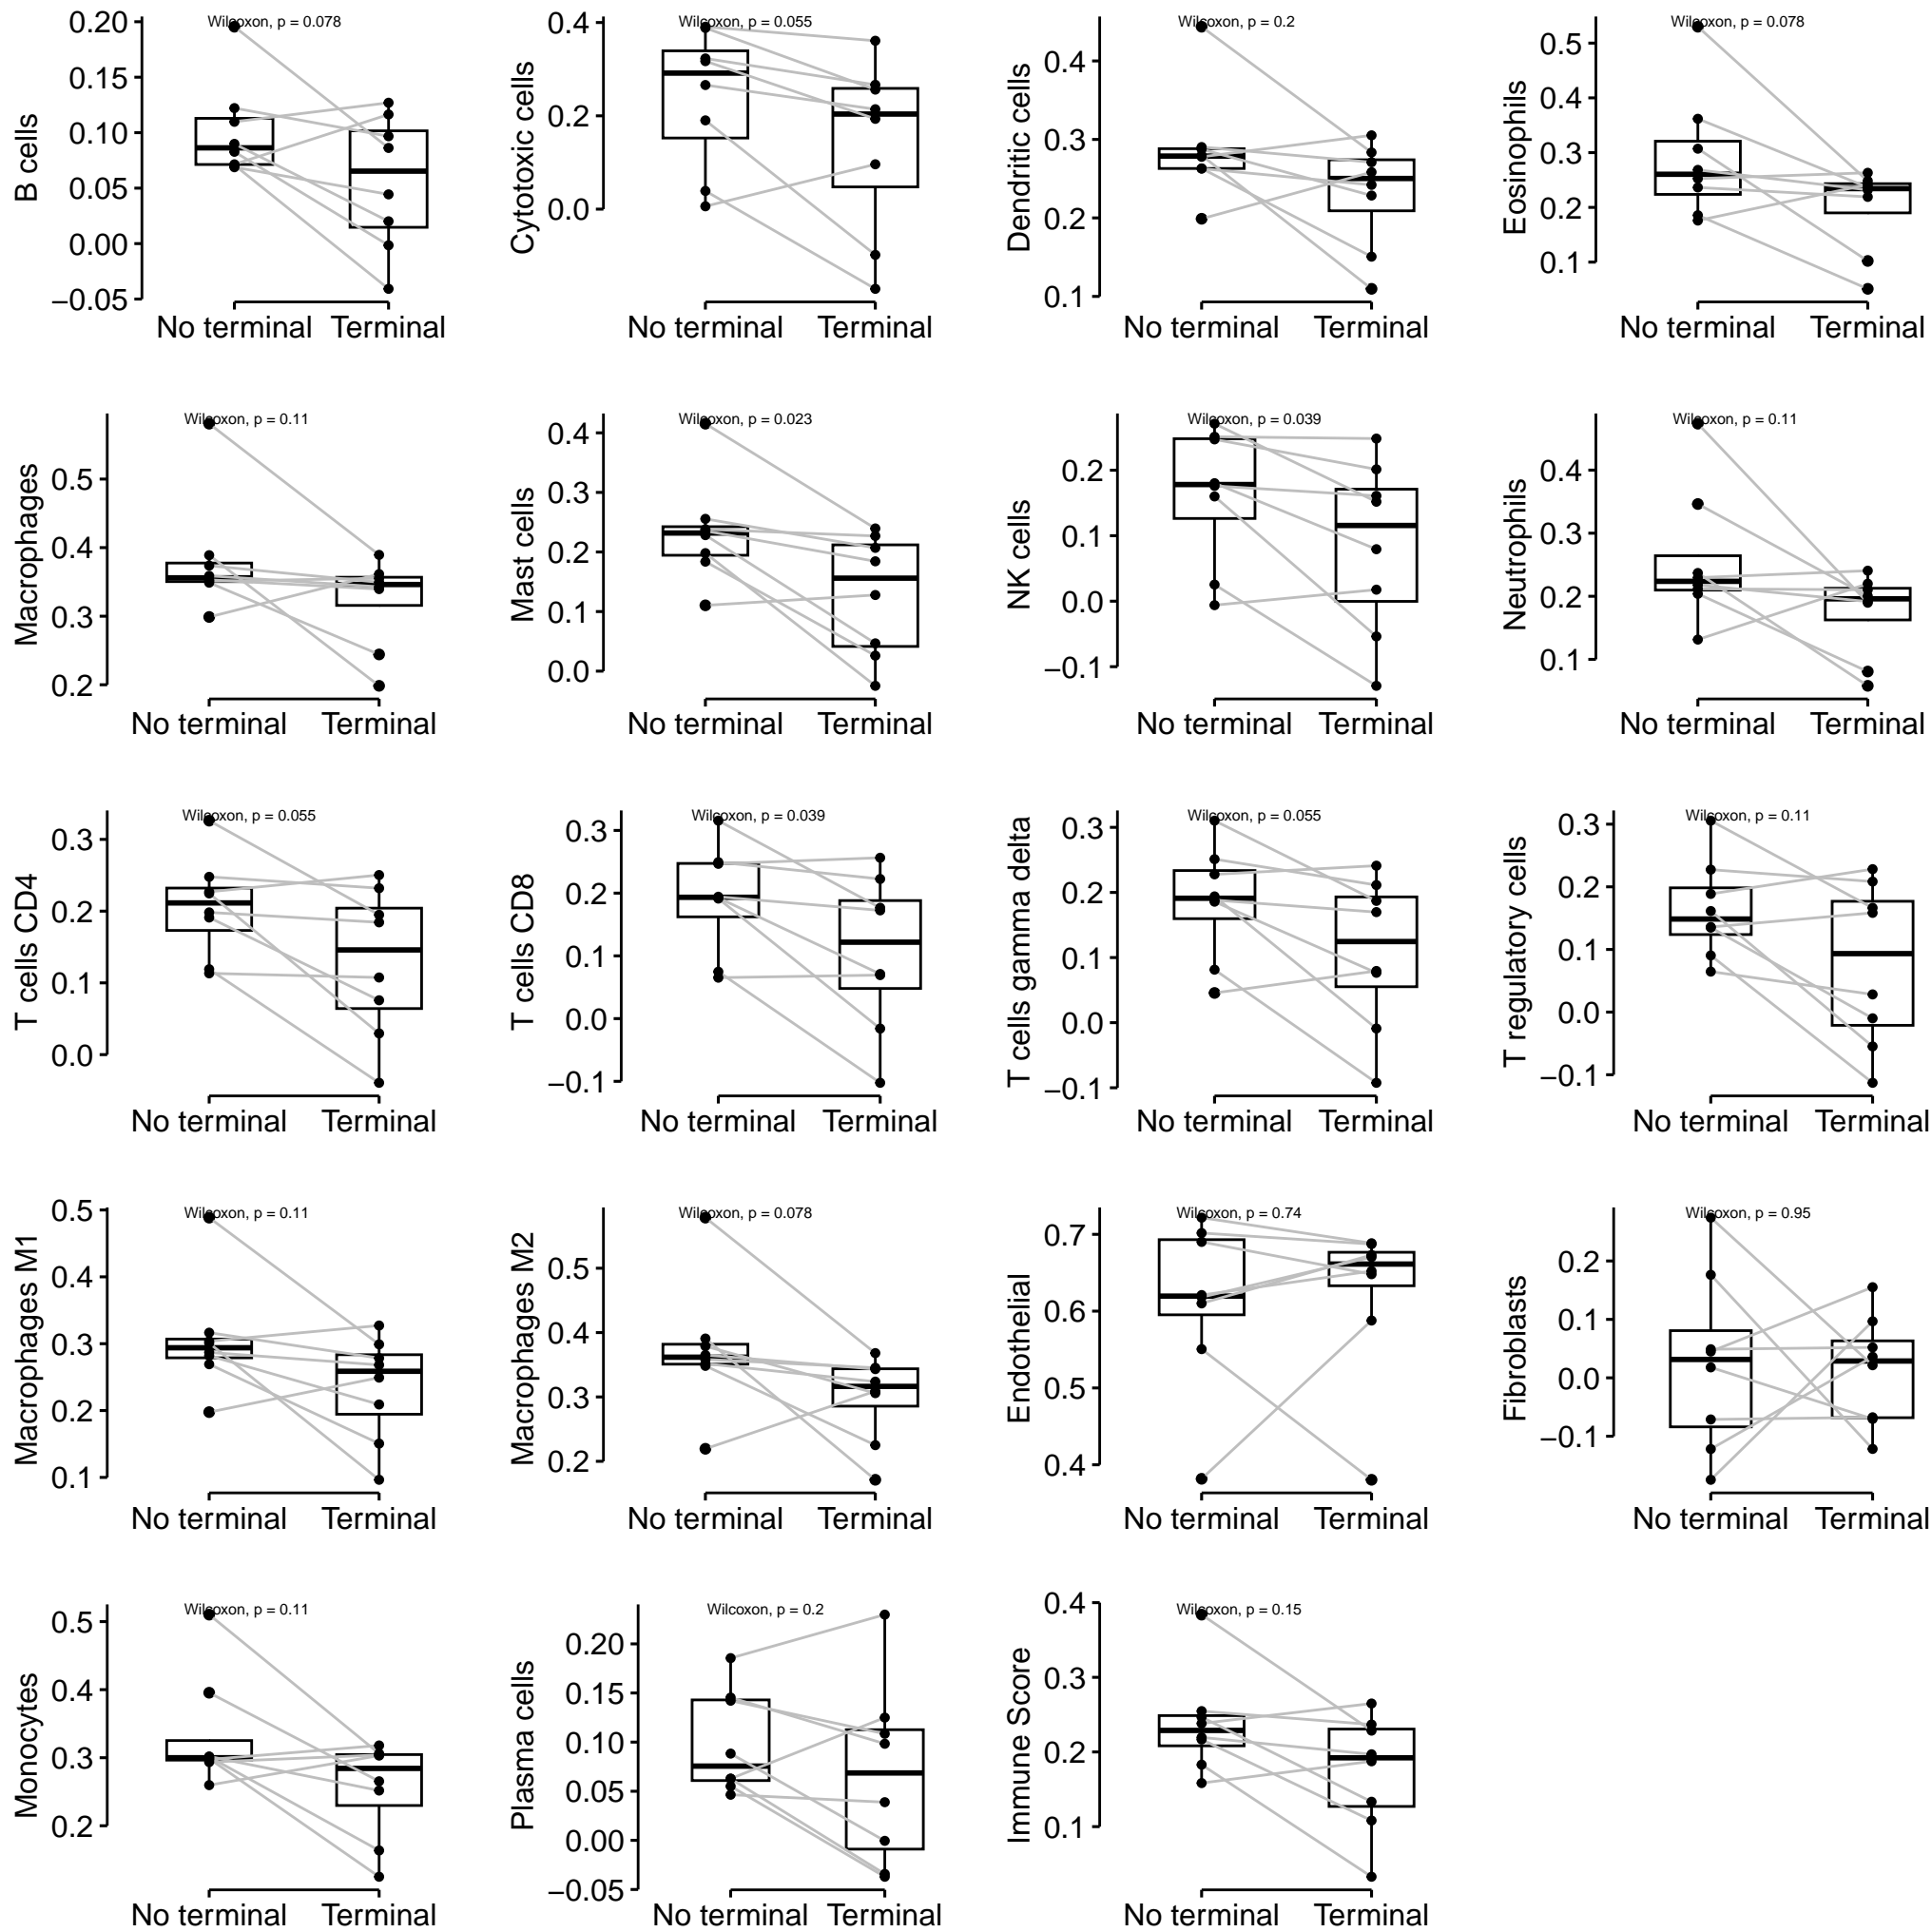 B cells
Wilcoxon, p = 0.078
0.20
0.15
0.10
0.05
0.00
−0.05
No terminal Terminal
Cytotoxic cells
Wilcoxon, p = 0.055
0.4
0.2
0.0
No terminal Terminal
Dendritic cells
Wilcoxon, p = 0.2
0.4
0.3
0.2
0.1
No terminal Terminal
Eosinophils
Wilcoxon, p = 0.078
0.5
0.4
0.3
0.2
0.1
No terminal Terminal
Macrophages
Wilcoxon, p = 0.11
0.5
0.4
0.3
0.2
No terminal Terminal
Mast cells
Wilcoxon, p = 0.023
0.4
0.3
0.2
0.1
0.0
No terminal Terminal
NK cells
Wilcoxon, p = 0.039
0.2
0.1
0.0
−0.1
No terminal Terminal
Neutrophils
Wilcoxon, p = 0.11
0.4
0.3
0.2
0.1
No terminal Terminal
T cells CD4
Wilcoxon, p = 0.055
0.3
0.2
0.1
0.0
No terminal Terminal
T cells CD8
Wilcoxon, p = 0.039
0.3
0.2
0.1
0.0
−0.1
No terminal Terminal
T cells gamma delta
Wilcoxon, p = 0.055
0.3
0.2
0.1
0.0
−0.1
No terminal Terminal
T regulatory cells
Wilcoxon, p = 0.11
0.3
0.2
0.1
0.0
−0.1
No terminal Terminal
Macrophages M1
Wilcoxon, p = 0.11
0.5
0.4
0.3
0.2
0.1
No terminal Terminal
Macrophages M2
Wilcoxon, p = 0.078
0.5
0.4
0.3
0.2
No terminal Terminal
Endothelial
Wilcoxon, p = 0.74
0.7
0.6
0.5
0.4
No terminal Terminal
Fibroblasts
Wilcoxon, p = 0.95
0.2
0.1
0.0
−0.1
No terminal Terminal
Monocytes
Wilcoxon, p = 0.11
0.5
0.4
0.3
0.2
No terminal Terminal
Plasma cells
Wilcoxon, p = 0.2
0.20
0.15
0.10
0.05
0.00
−0.05
No terminal Terminal
Immune Score
Wilcoxon, p = 0.15
0.4
0.3
0.2
0.1
No terminal Terminal